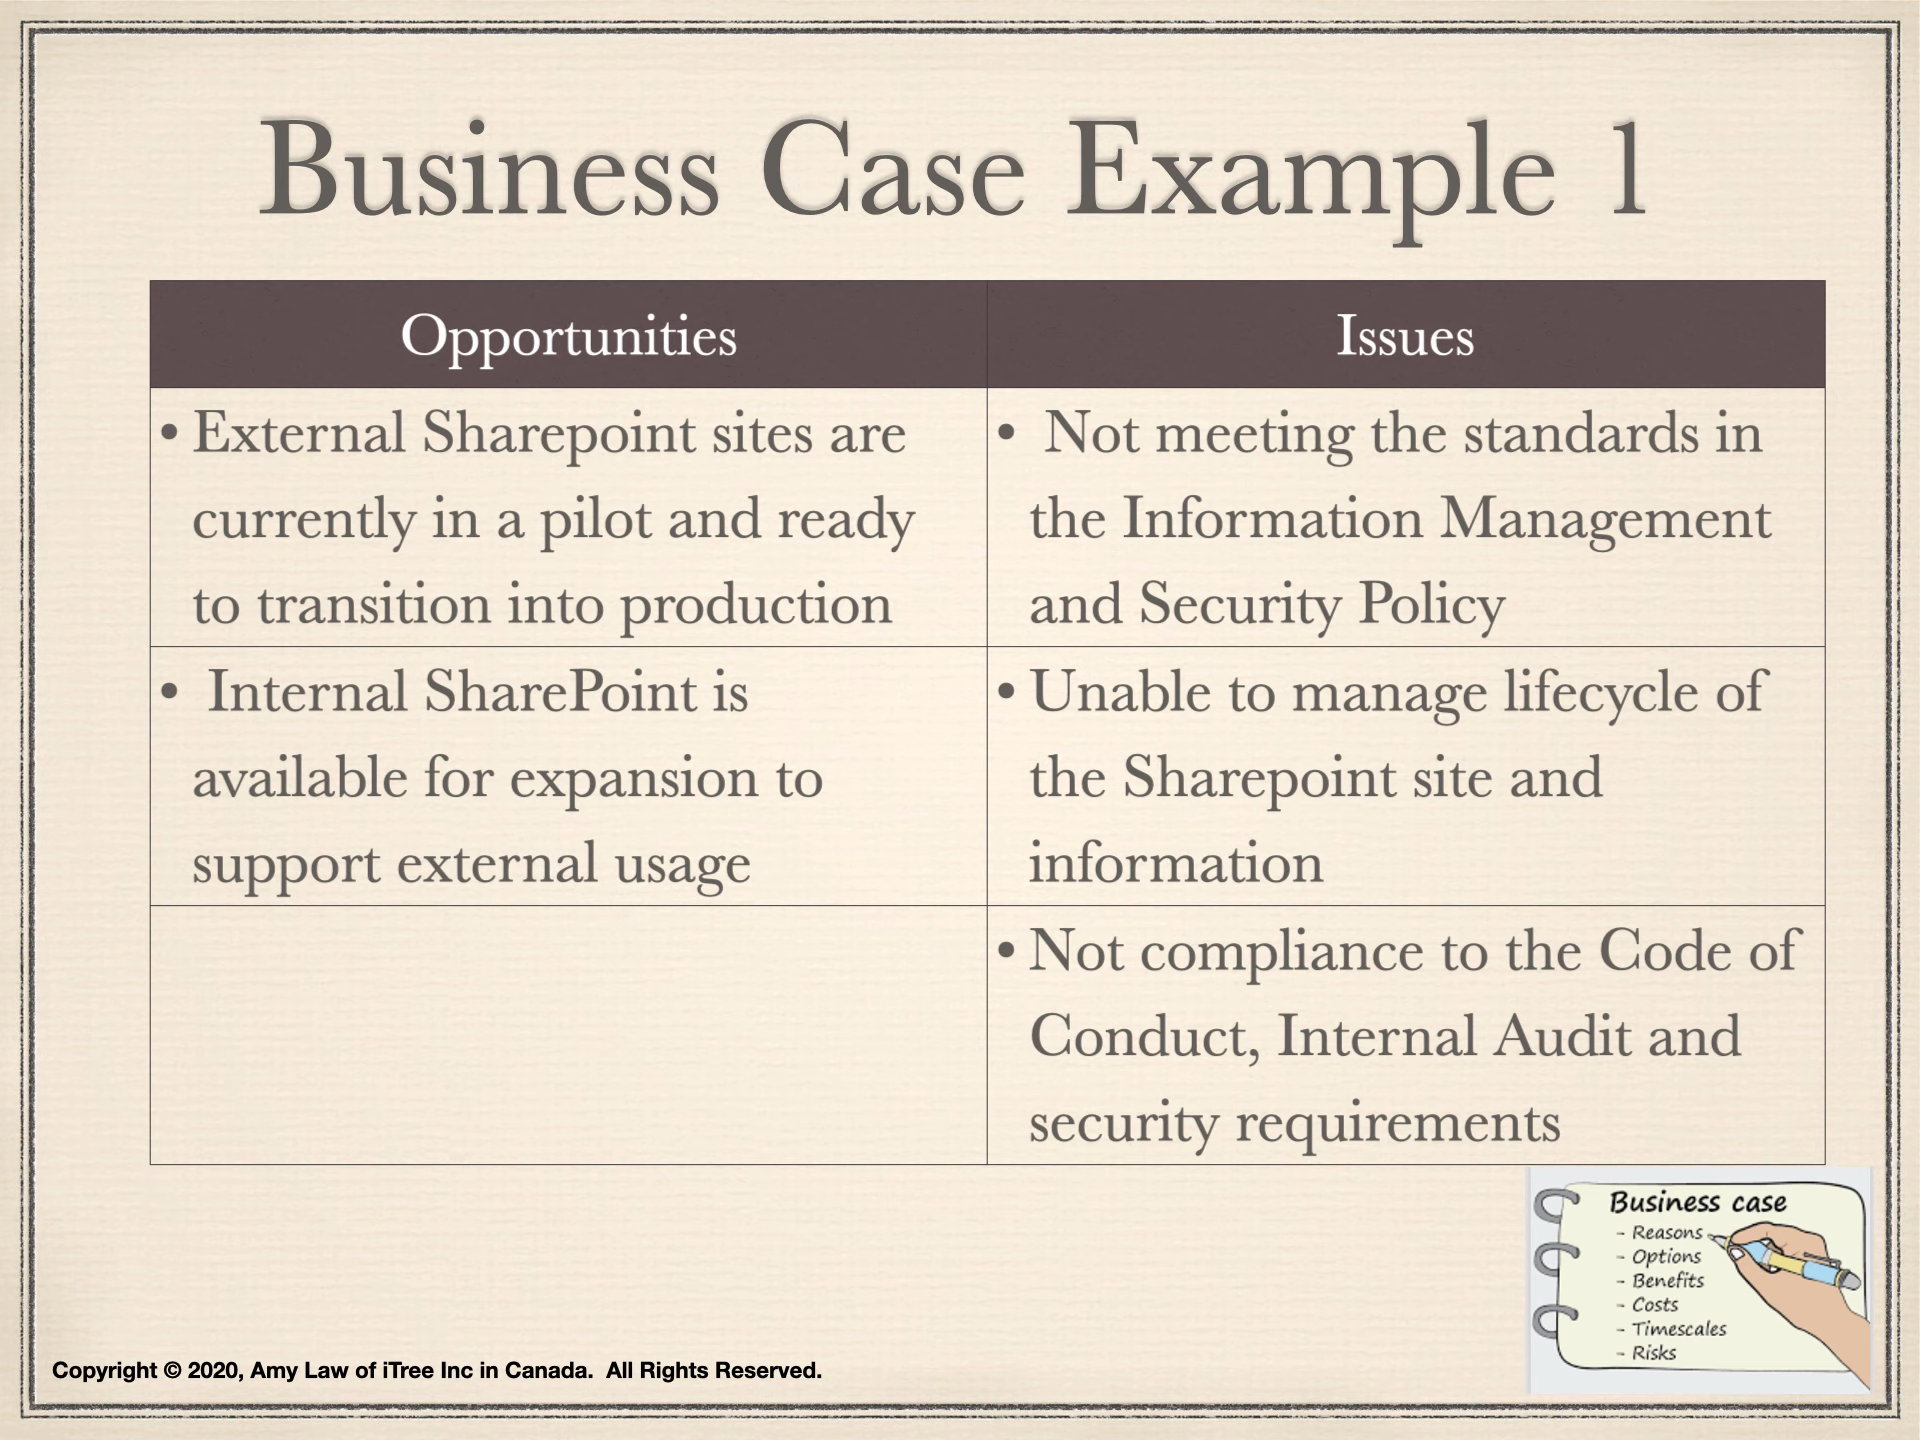 Business Case Example 1
Opportunities
Issues
• External Sharepoint sites are
currently in a pilot and ready
to transition into production
• Not meeting the standards in
the Information Management
and Security Policy
• Internal SharePoint is
available for expansion to
support external usage
• Unable to manage lifecycle of
the Sharepoint site and
information
• Not compliance to the Code of
Conduct, Internal Audit and
security requirements
Business case
- Reasons
- Options
- Benefits
- Costs
- Timescales
- Risks
Copyright © 2020, Amy Law of iTree Inc in Canada.  All Rights Reserved.